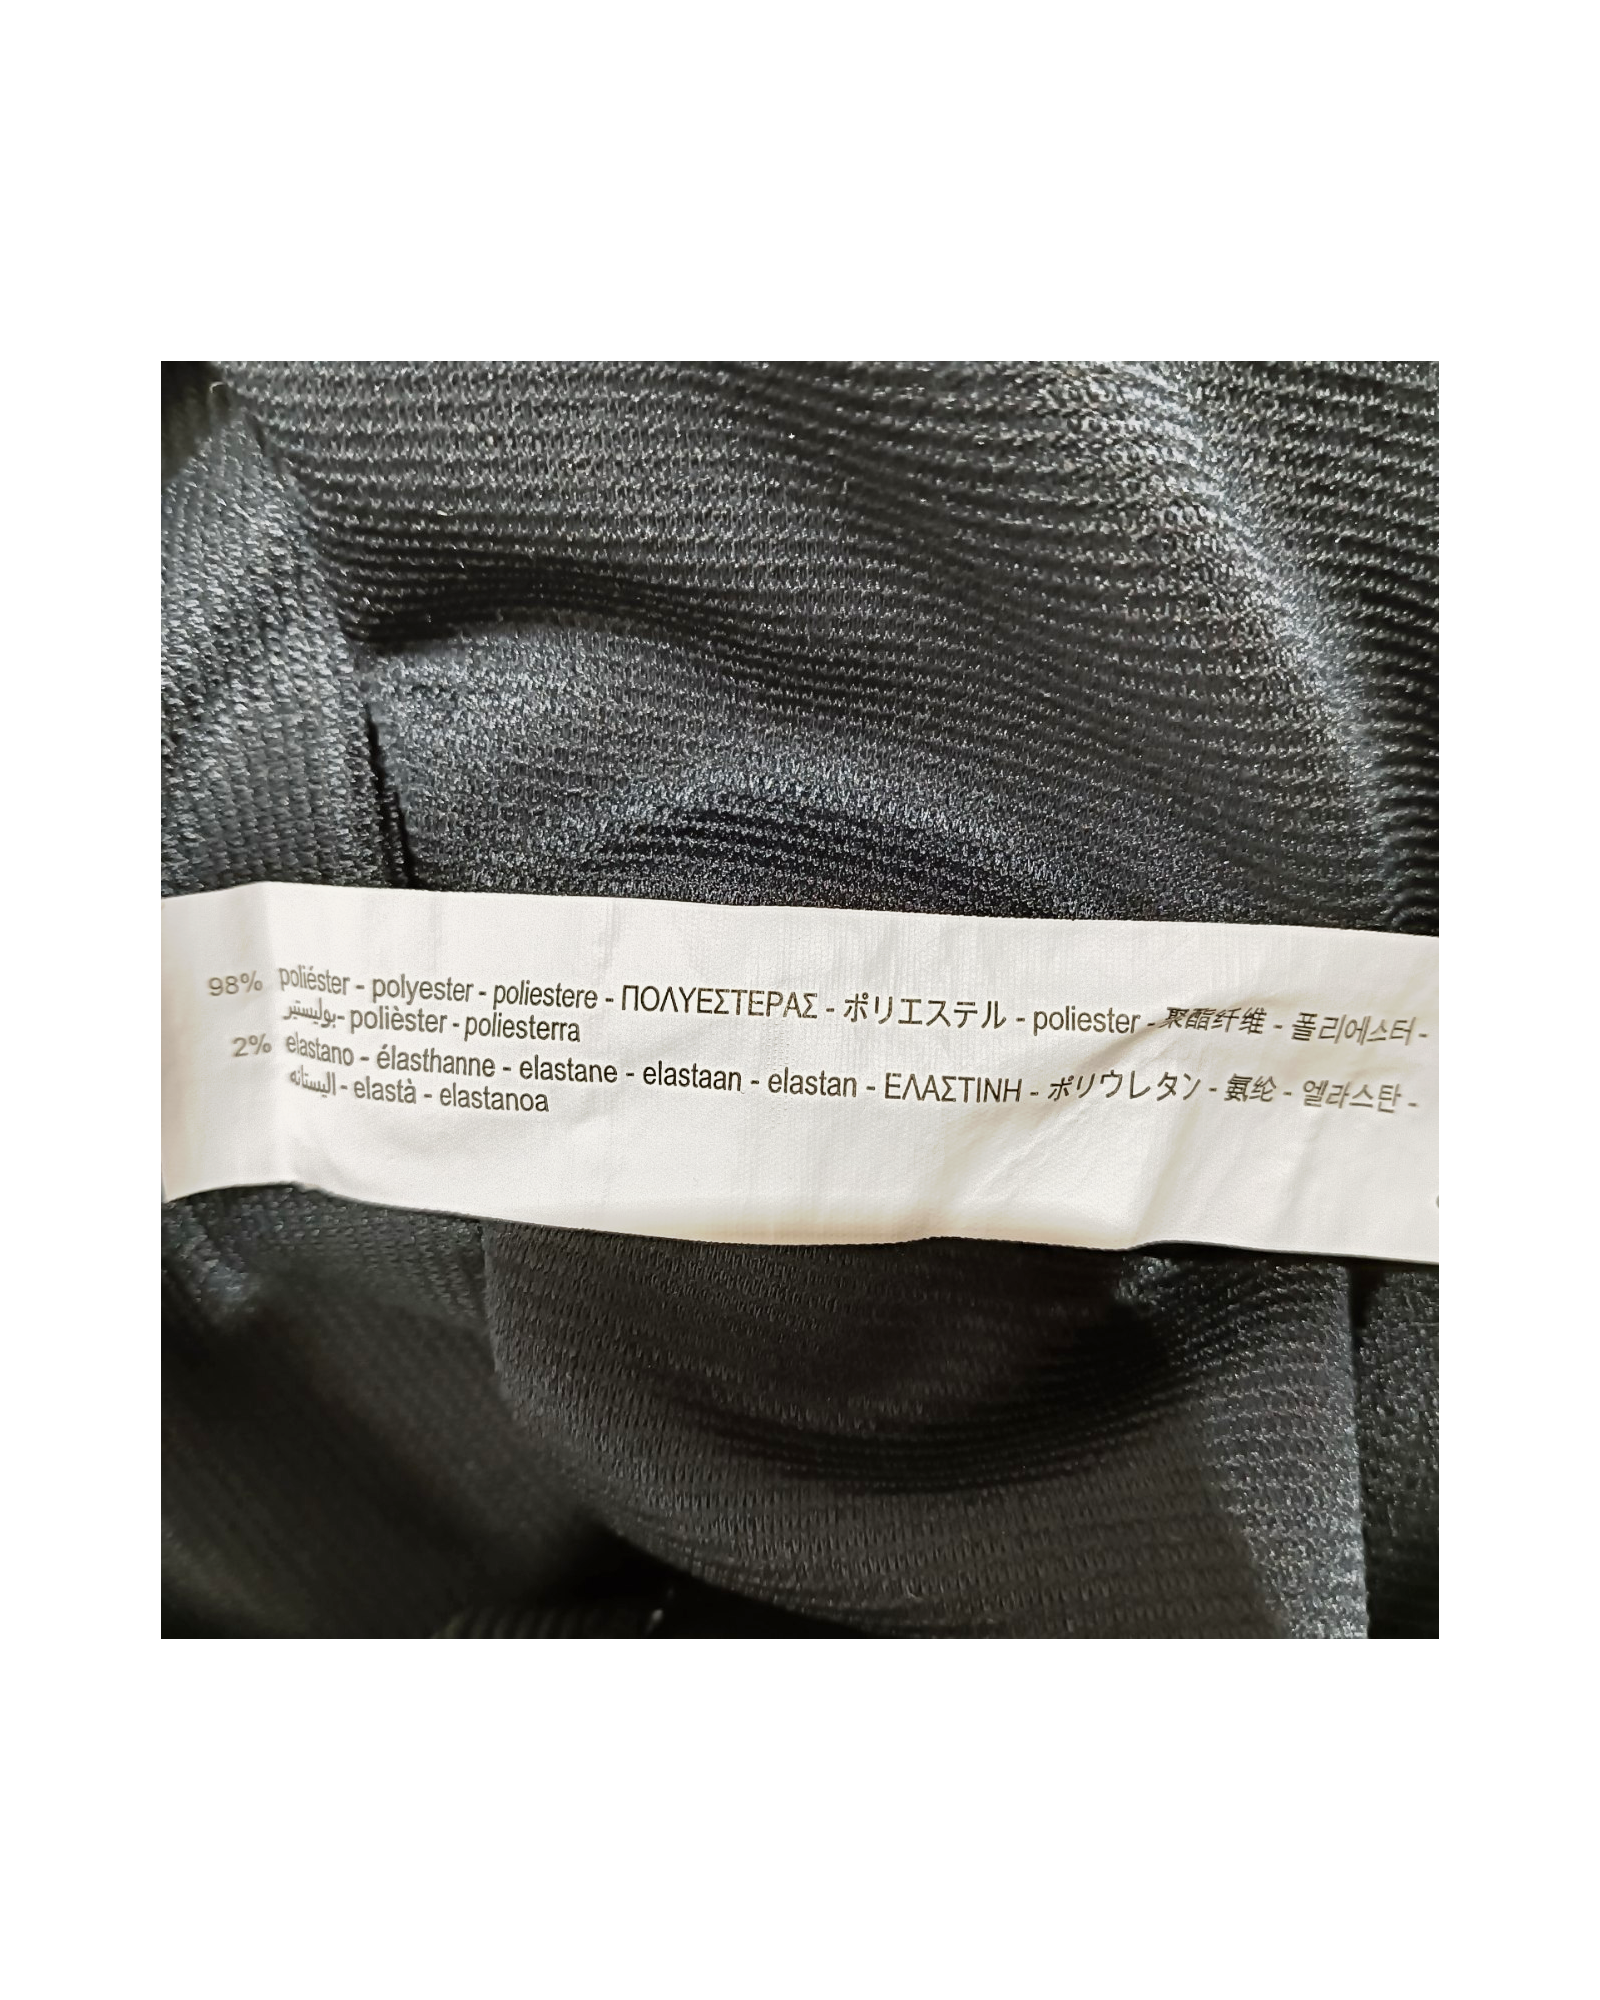 98% poliéster - polyester - poliestere - ΠΟΛΥΕΣΤΕΡΑΣ - ポリエステル - poliester - 聚酯纤维 - 폴리에스터 -
بوليستير - polièster - poliesterra
2% elastano - élasthanne - elastane - elastaan - elastan - ΕΛΑΣΤΙΝΗ - ポリウレタン - 氨纶 - 엘라스탄 -
اليستانه - elastà - elastanoa